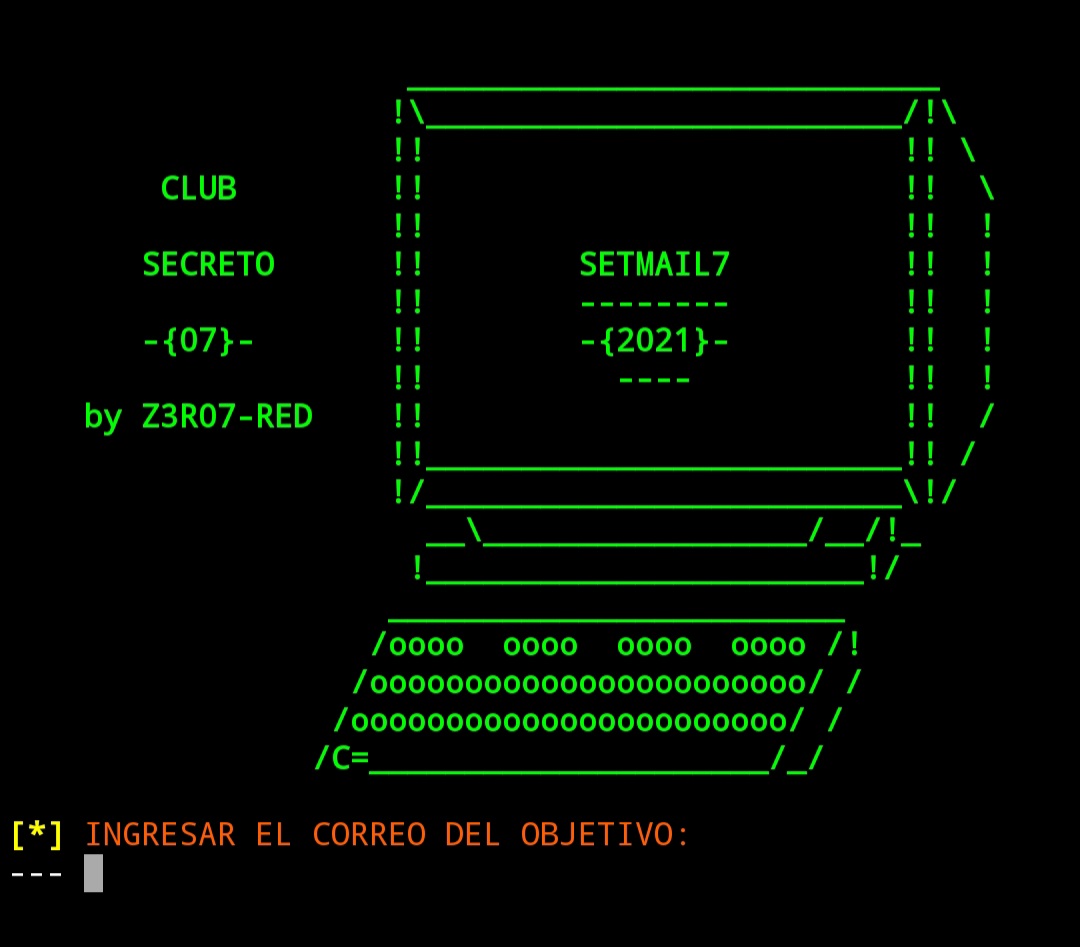 CLUB
SECRETO
-{07}-
by Z3R07-RED
SETMAIL7
--------
-{2021}-
----
/oooo  oooo  oooo  oooo /!
/ooooooooooooooooooooooo/ /
/ooooooooooooooooooooooo/ /
/C=_____________________/_/
[*] INGRESAR EL CORREO DEL OBJETIVO:
---